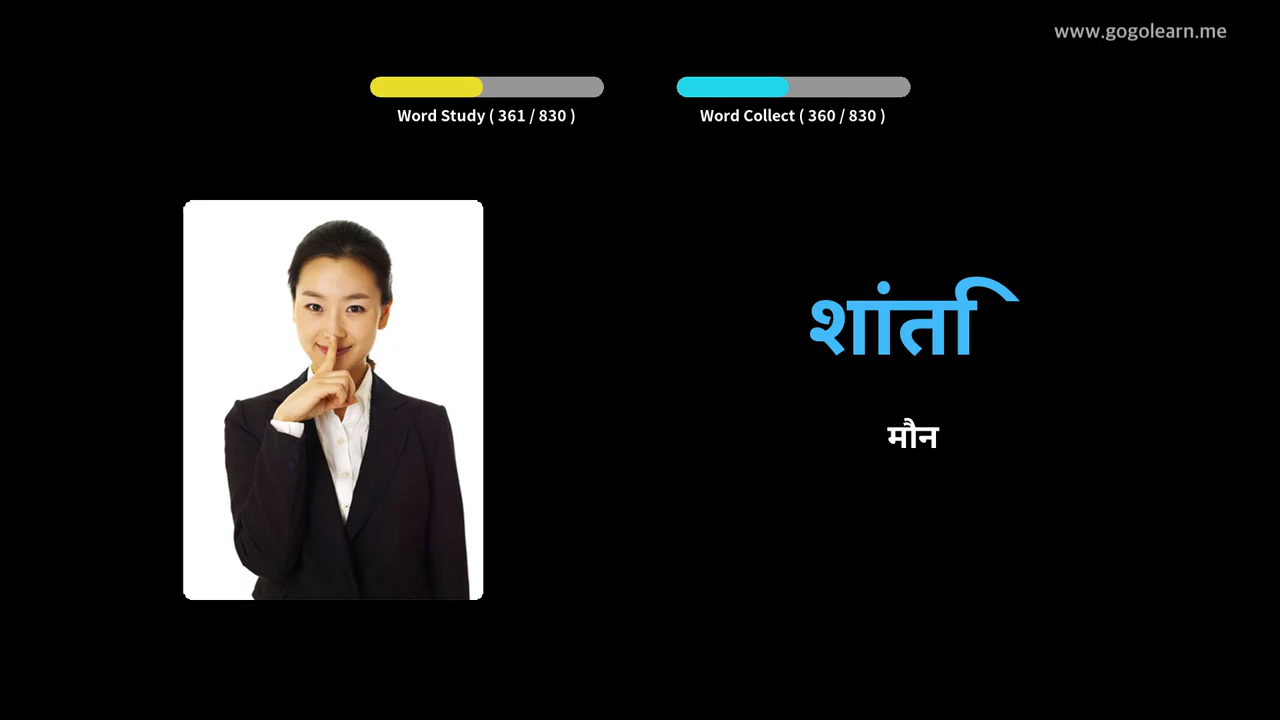 www.gogolearn.me
Word Study ( 361 / 830 )
Word Collect ( 360 / 830 )
शांति
मौन